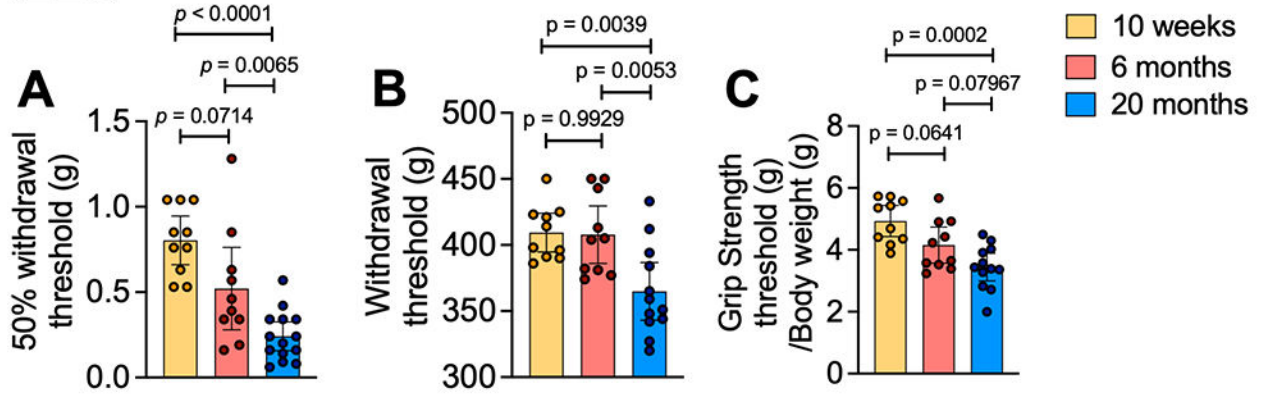 p < 0.0001
p = 0.0065
p = 0.0714
A
50% withdrawal
threshold (g)
1.5
1.0
0.5
0.0
p = 0.0039
p = 0.0053
p = 0.9929
B
Withdrawal
threshold (g)
500
450
400
350
300
p = 0.0002
p = 0.07967
p = 0.0641
C
Grip Strength
threshold (g)
/Body weight (g)
8
6
4
2
0
10 weeks
6 months
20 months